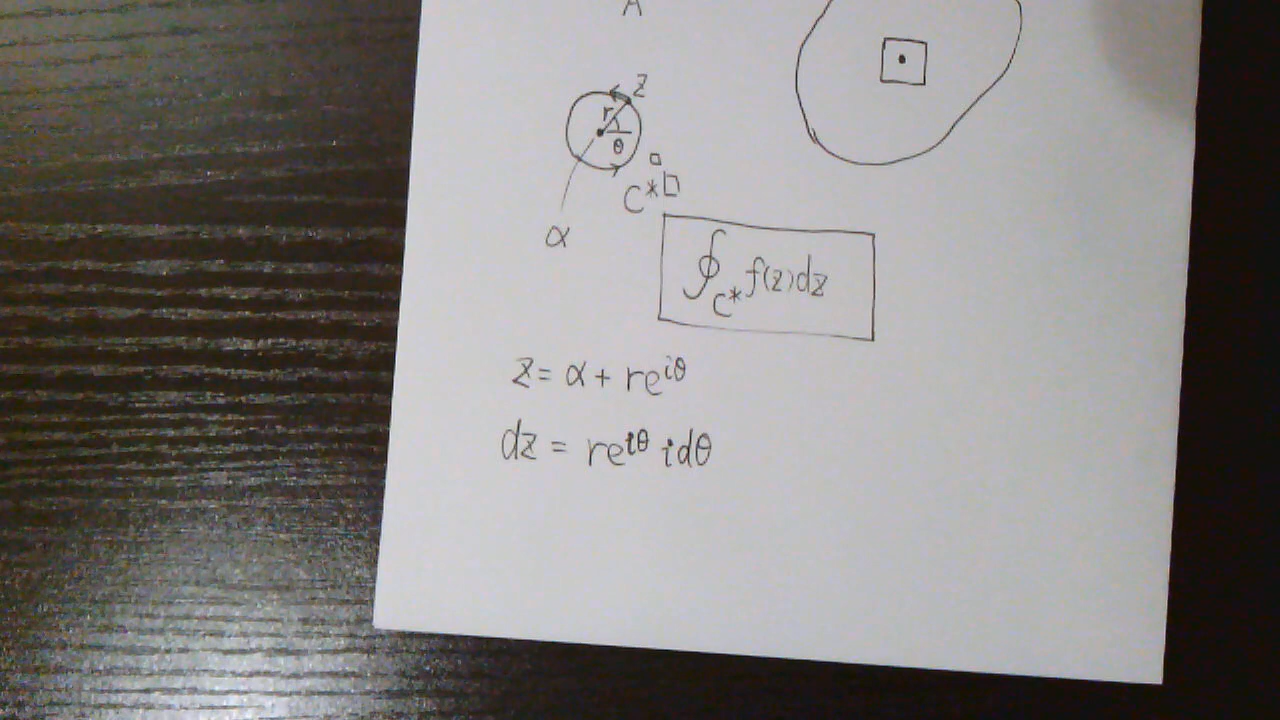 A
z
r
θ
C*
α
∮_{C*} f(z)dz
z = α + re^{iθ}
dz = re^{iθ} idθ